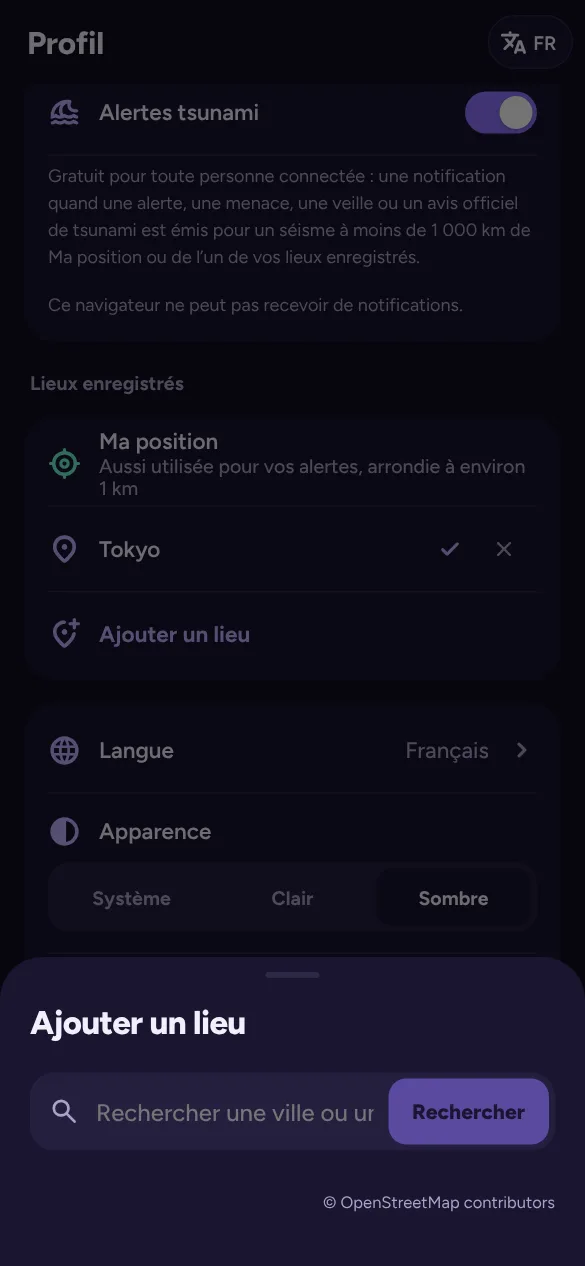 Profil
FR
Alertes tsunami
Gratuit pour toute personne connectée : une notification
quand une alerte, une menace, une veille ou un avis officiel
de tsunami est émis pour un séisme à moins de 1 000 km de
Ma position ou de l’un de vos lieux enregistrés.
Ce navigateur ne peut pas recevoir de notifications.
Lieux enregistrés
Ma position
Aussi utilisée pour vos alertes, arrondie à environ
1 km
Tokyo
Ajouter un lieu
Langue
Français
Apparence
Système
Clair
Sombre
Ajouter un lieu
Rechercher une ville ou ur
Rechercher
© OpenStreetMap contributors